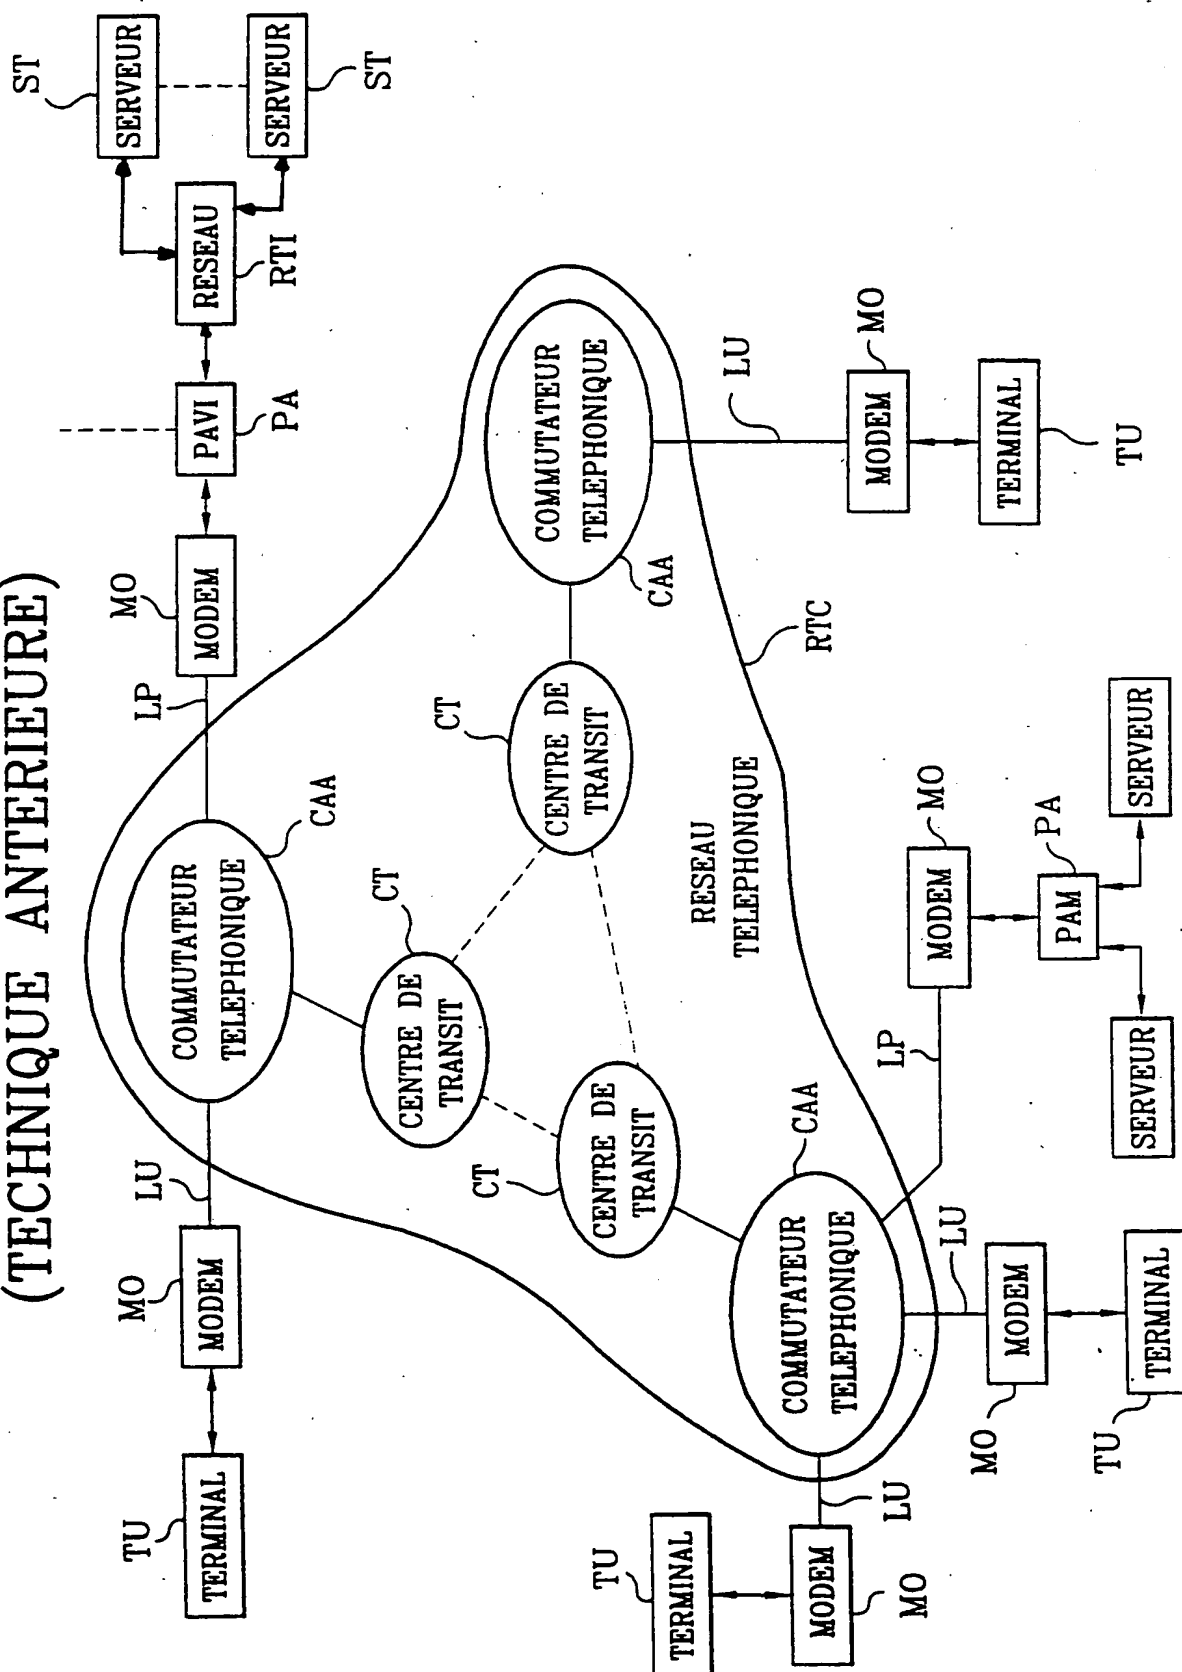 (TECHNIQUE ANTERIEURE)
TU
TERMINAL
MO
MODEM
LU
COMMUTATEUR
TELEPHONIQUE
CAA
LP
MO
MODEM
PAVI
PA
RESEAU
RTI
ST
SERVEUR
SERVEUR
ST
CT
CENTRE DE
TRANSIT
CT
CENTRE DE
TRANSIT
CT
CENTRE DE
TRANSIT
COMMUTATEUR
TELEPHONIQUE
CAA
LU
MO
MODEM
TERMINAL
TU
RESEAU
TELEPHONIQUE
RTC
TU
TERMINAL
MODEM
MO
LU
COMMUTATEUR
TELEPHONIQUE
CAA
LU
MODEM
MO
TERMINAL
TU
LP
MO
MODEM
PA
PAM
SERVEUR
SERVEUR